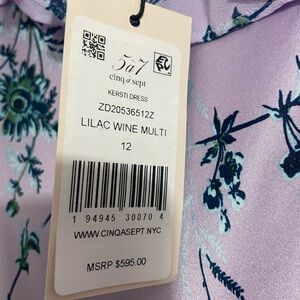 5à7
cinq à sept
KERSTI DRESS
ZD20536512Z
LILAC WINE MULTI
12
1 94945 30070 4
WWW.CINQASEPT.NYC
MSRP $595.00